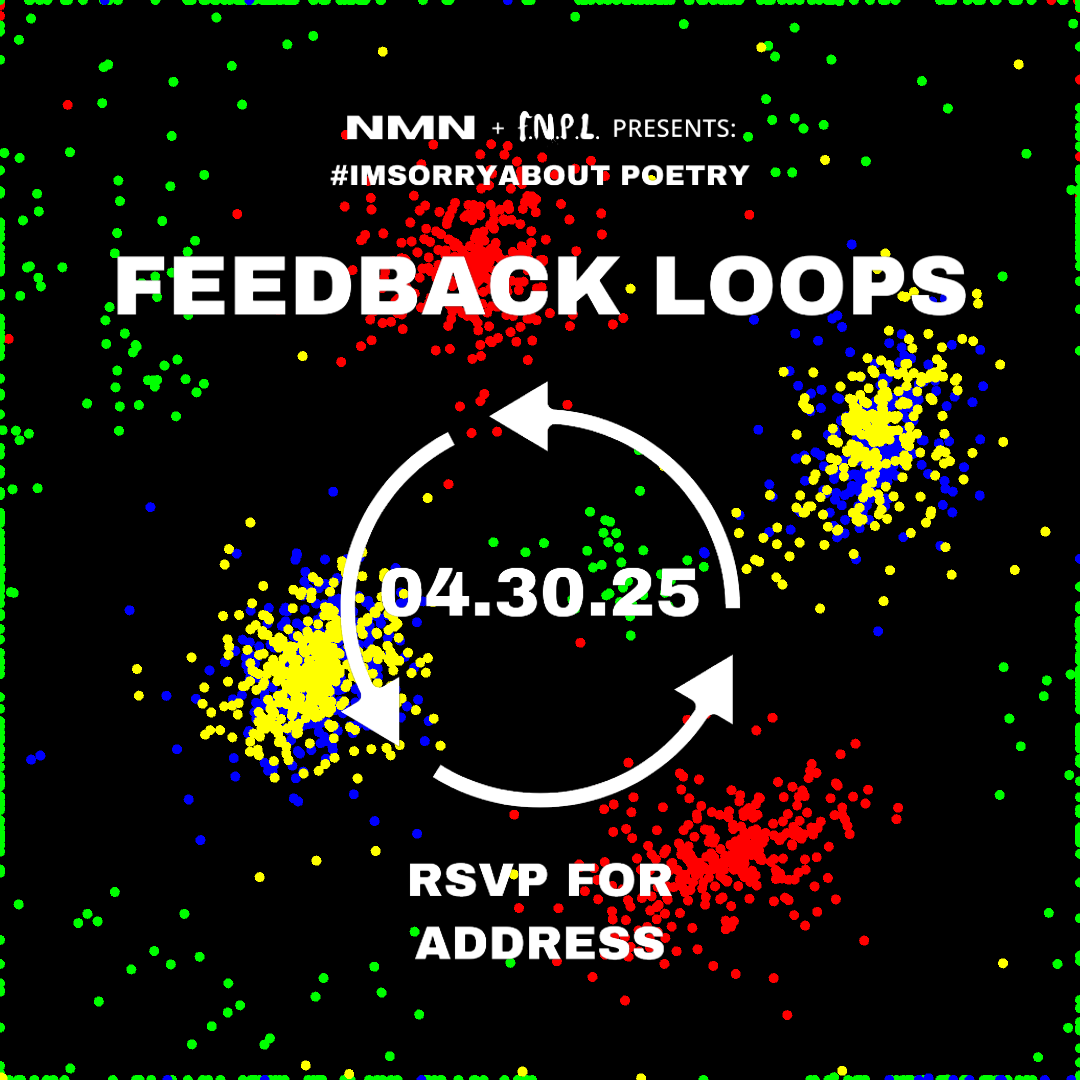 NMN + F.N.P.L. PRESENTS:
#IMSORRYABOUT POETRY
FEEDBACK LOOPS
04.30.25
RSVP FOR
ADDRESS